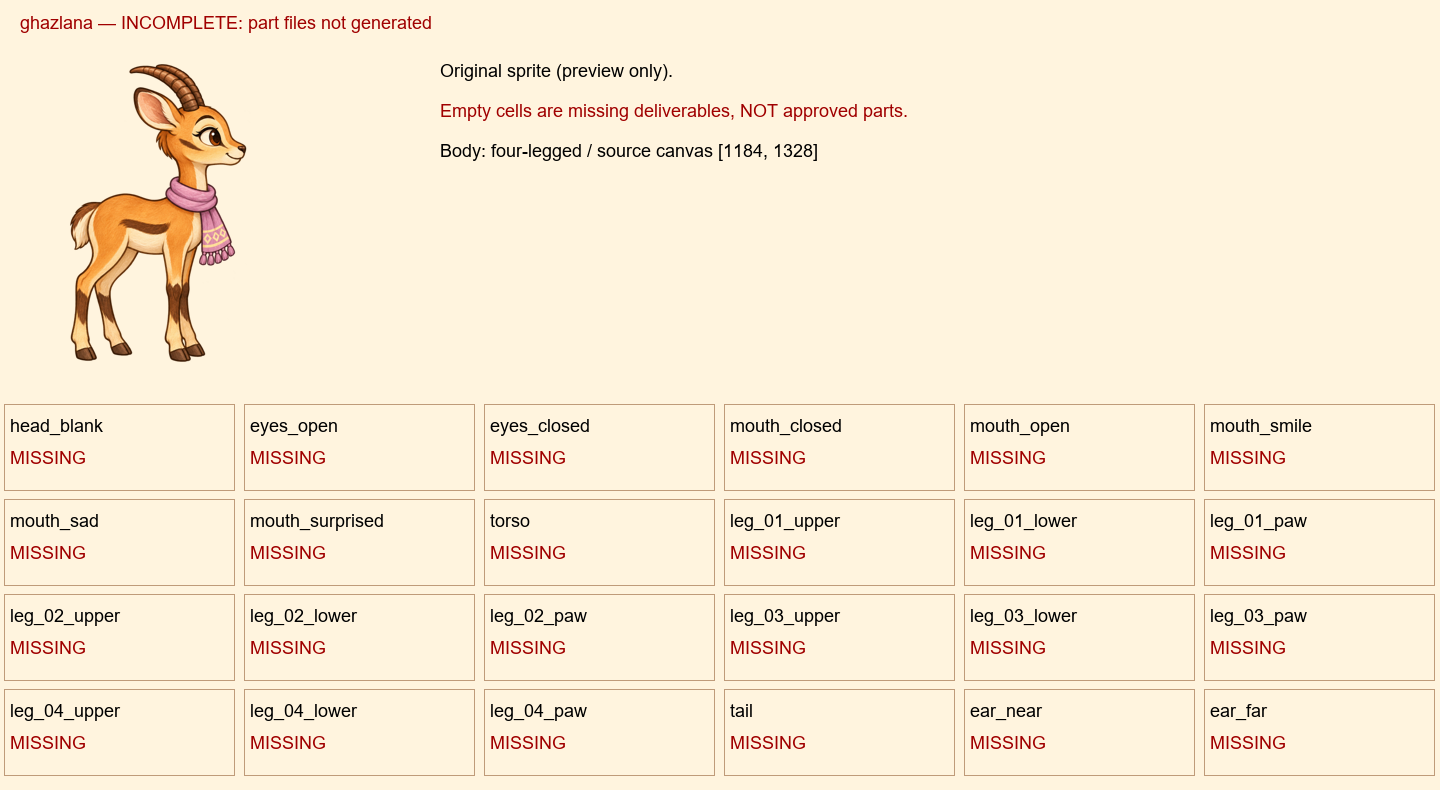 ghazlana — INCOMPLETE: part files not generated
Original sprite (preview only).
Empty cells are missing deliverables, NOT approved parts.
Body: four-legged / source canvas [1184, 1328]
head_blank
MISSING
eyes_open
MISSING
eyes_closed
MISSING
mouth_closed
MISSING
mouth_open
MISSING
mouth_smile
MISSING
mouth_sad
MISSING
mouth_surprised
MISSING
torso
MISSING
leg_01_upper
MISSING
leg_01_lower
MISSING
leg_01_paw
MISSING
leg_02_upper
MISSING
leg_02_lower
MISSING
leg_02_paw
MISSING
leg_03_upper
MISSING
leg_03_lower
MISSING
leg_03_paw
MISSING
leg_04_upper
MISSING
leg_04_lower
MISSING
leg_04_paw
MISSING
tail
MISSING
ear_near
MISSING
ear_far
MISSING